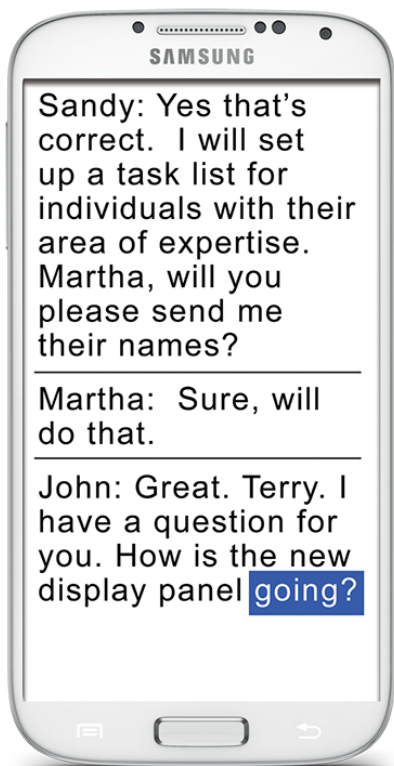 SAMSUNG
Sandy: Yes that's
correct.  I will set
up a task list for
individuals with their
area of expertise.
Martha, will you
please send me
their names?
Martha:  Sure, will
do that.
John: Great. Terry. I
have a question for
you. How is the new
display panel going?